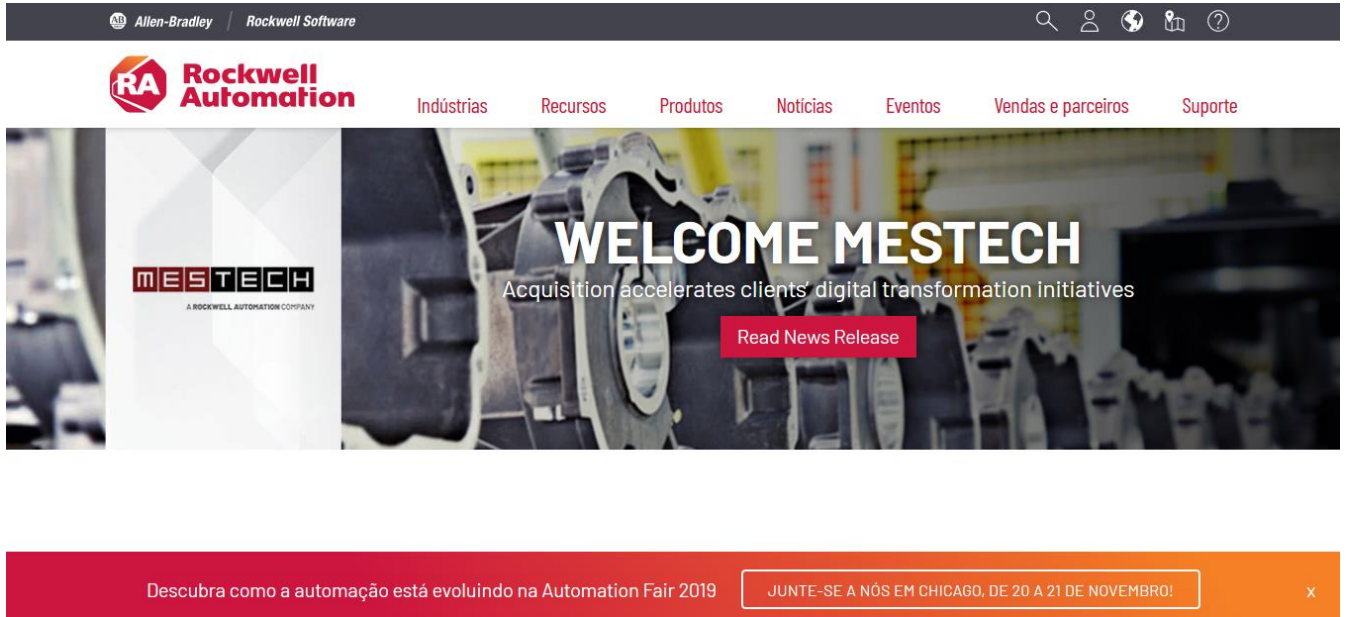 Allen-Bradley Rockwell Software
RA Rockwell
Automation
Indústrias Recursos Produtos Notícias Eventos Vendas e parceiros Suporte
MESTECH
A ROCKWELL AUTOMATION COMPANY
WELCOME MESTECH
Acquisition accelerates clients' digital transformation initiatives
Read News Release
Descubra como a automação está evoluindo na Automation Fair 2019 JUNTE-SE A NÓS EM CHICAGO, DE 20 A 21 DE NOVEMBRO! x